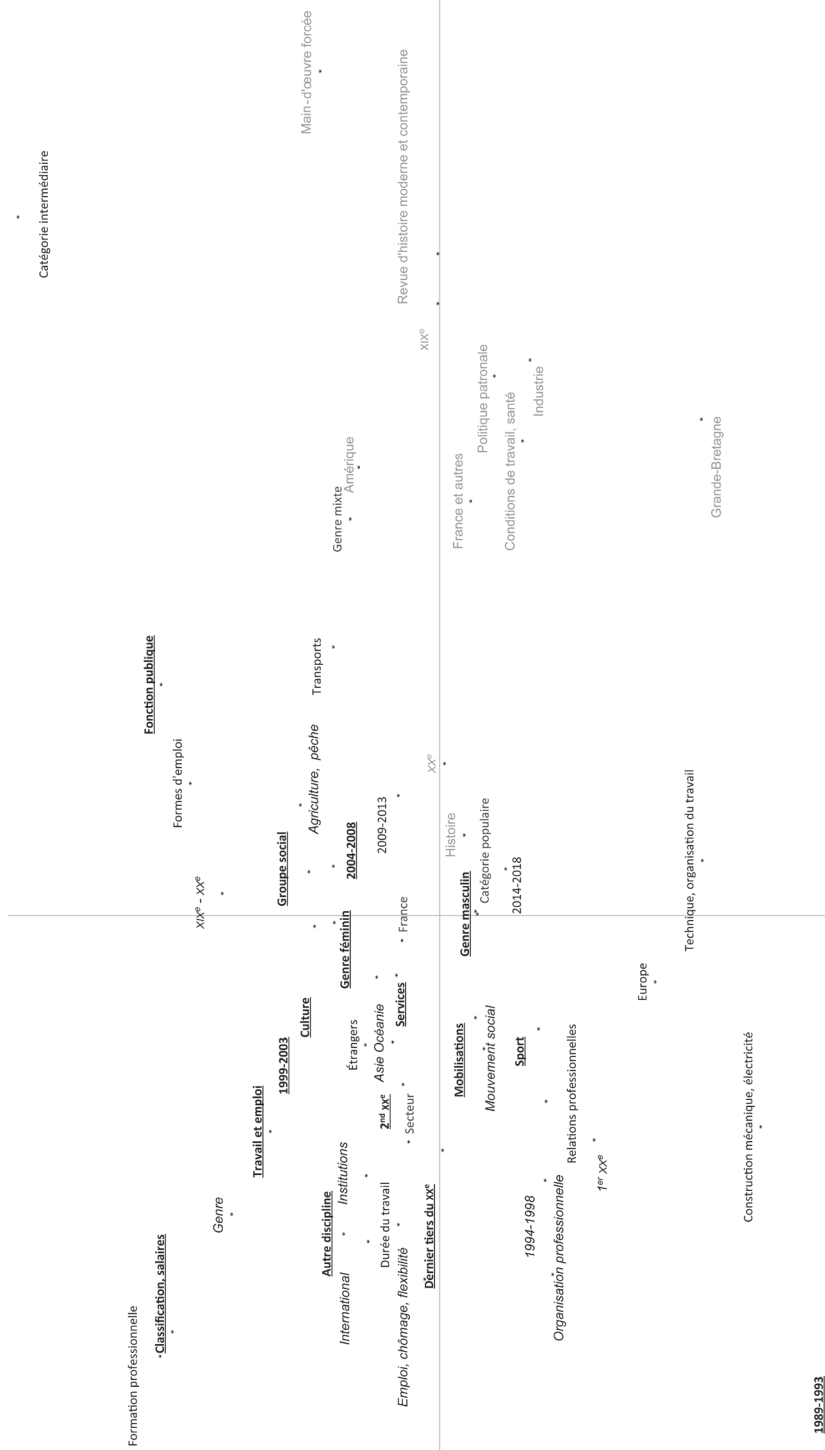 Catégorie intermédiaire
Formation professionnelle
Fonction publique
Classification, salaires
Formes d'emploi
XIXᵉ - XXᵉ
Genre
Travail et emploi
Groupe social
1999-2003
Culture
Main-d'œuvre forcée
Agriculture, pêche
Transports
Autre discipline
Genre mixte
International
Institutions
Genre féminin
Amérique
2004-2008
Étrangers
Asie Océanie
2009-2013
Durée du travail
2ⁿᵈ XXᵉ
Emploi, chômage, flexibilité
Services
France
Revue d'histoire moderne et contemporaine
Secteur
XIXᵉ
Dernier tiers du XXᵉ
XXᵉ
Histoire
France et autres
Mobilisations
Genre masculin
Politique patronale
Catégorie populaire
Mouvement social
Conditions de travail, santé
2014-2018
Sport
1994-1998
Industrie
Organisation professionnelle
Relations professionnelles
1ᵉʳ XXᵉ
Europe
Technique, organisation du travail
Grande-Bretagne
Construction mécanique, électricité
1989-1993